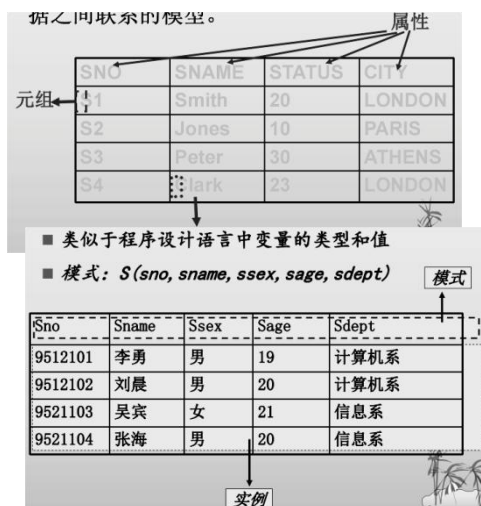 据之间联系的模型。
属性
SNO SNAME STATUS CITY
元组 S1 Smith 20 LONDON
S2 Jones 10 PARIS
S3 Peter 30 ATHENS
S4 Clark 23 LONDON
■ 类似于程序设计语言中变量的类型和值
■ 模式：S(sno, sname, ssex, sage, sdept)
模式
Sno Sname Ssex Sage Sdept
9512101 李勇 男 19 计算机系
9512102 刘晨 男 20 计算机系
9521103 吴宾 女 21 信息系
9521104 张海 男 20 信息系
实例